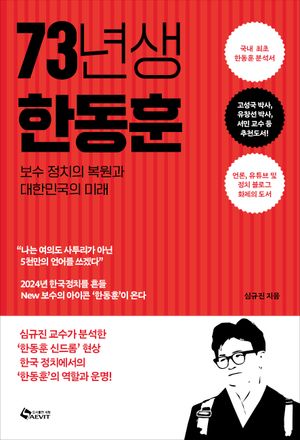 73년생
한동훈
보수 정치의 복원과
대한민국의 미래
국내 최초
한동훈 분석서
고성국 박사,
유창선 박사,
서민 교수 등
추천도서!
언론, 유튜브 및
정치 블로그
화제의 도서
“나는 여의도 사투리가 아닌
5천만의 언어를 쓰겠다”
2024년 한국정치를 흔들
New 보수의 아이콘 ‘한동훈’이 온다
심규진 지음
심규진 교수가 분석한
‘한동훈 신드롬’ 현상
한국 정치에서의
‘한동훈’의 역할과 운명!
도서출판 새빛
SAEVIT